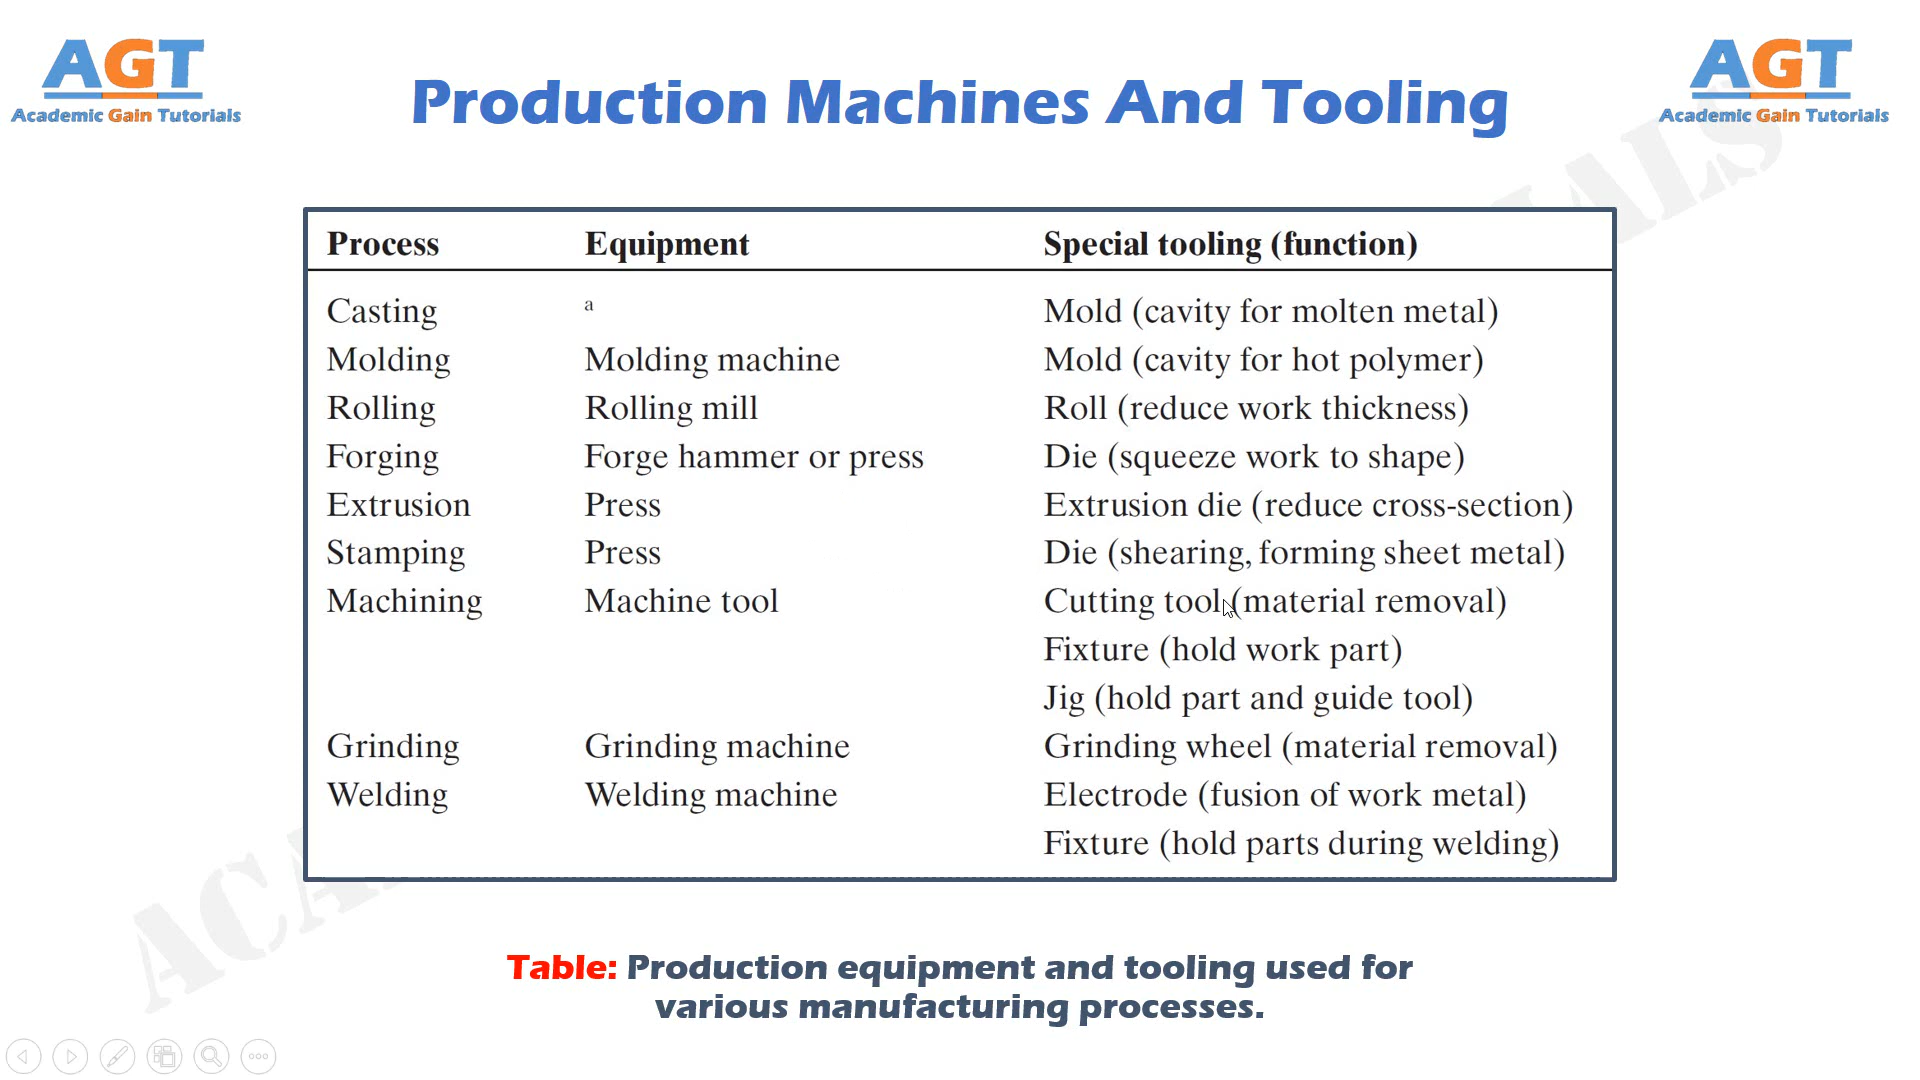 AGT
Academic Gain Tutorials
Production Machines And Tooling
AGT
Academic Gain Tutorials
Process Equipment Special tooling (function)
Casting a Mold (cavity for molten metal)
Molding Molding machine Mold (cavity for hot polymer)
Rolling Rolling mill Roll (reduce work thickness)
Forging Forge hammer or press Die (squeeze work to shape)
Extrusion Press Extrusion die (reduce cross-section)
Stamping Press Die (shearing, forming sheet metal)
Machining Machine tool Cutting tool (material removal)
Fixture (hold work part)
Jig (hold part and guide tool)
Grinding Grinding machine Grinding wheel (material removal)
Welding Welding machine Electrode (fusion of work metal)
Fixture (hold parts during welding)
Table: Production equipment and tooling used for
various manufacturing processes.